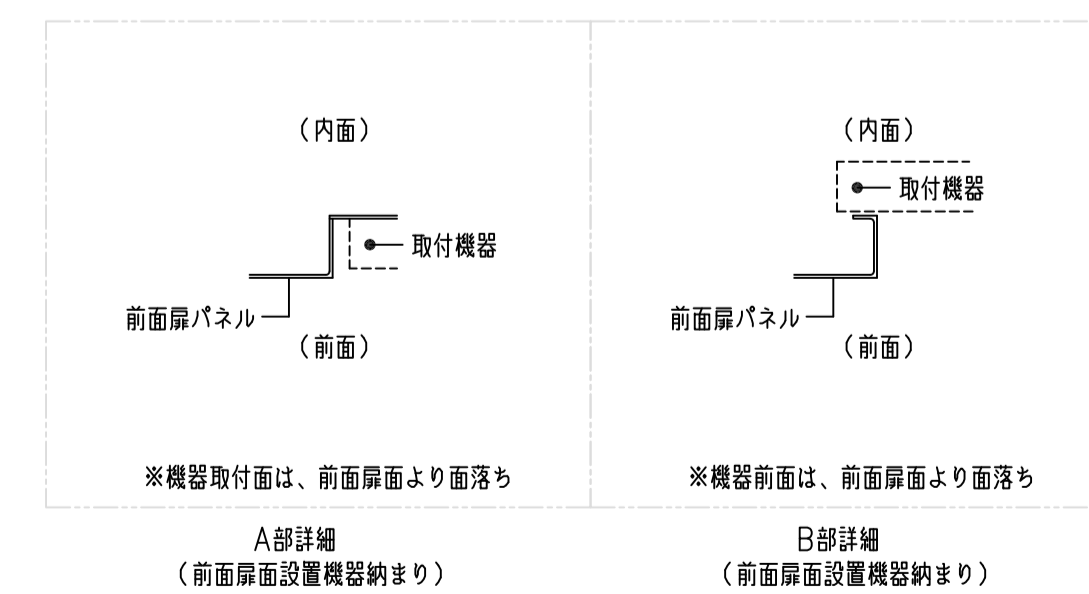 （内面）
取付機器
前面扉パネル
（前面）
※機器取付面は、前面扉面より面落ち
A部詳細
（前面扉面設置機器納まり）
（内面）
取付機器
前面扉パネル
（前面）
※機器前面は、前面扉面より面落ち
B部詳細
（前面扉面設置機器納まり）